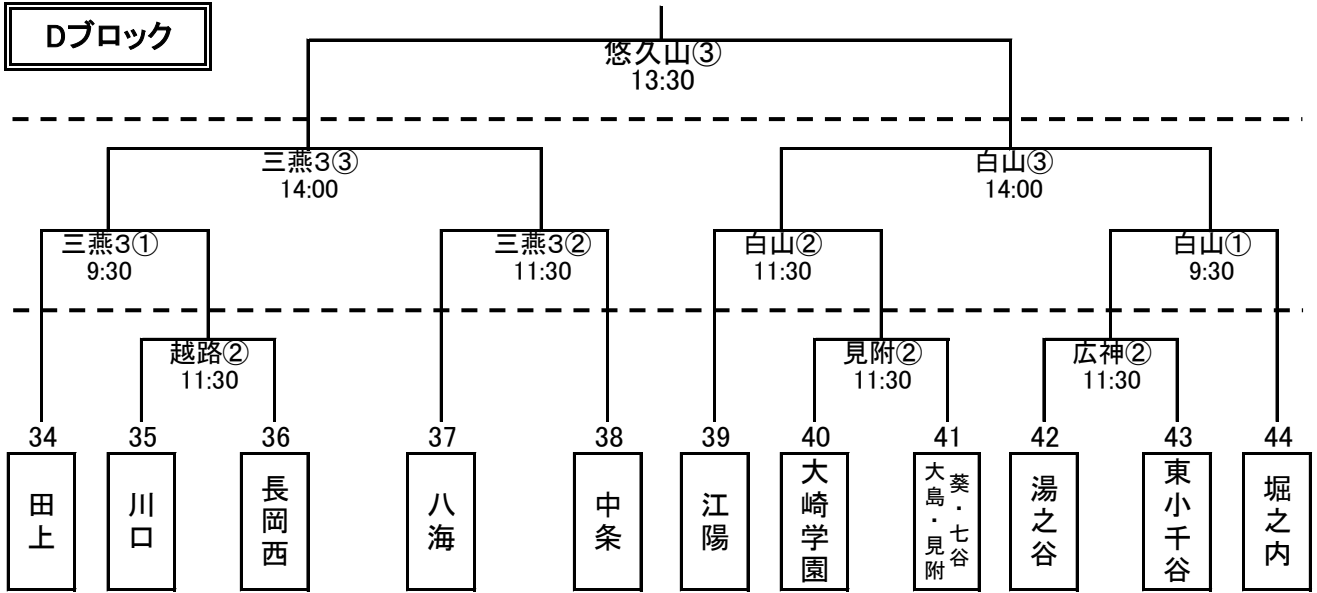 Dブロック
悠久山③
13:30
三燕3③
14:00
白山③
14:00
三燕3①
9:30
三燕3②
11:30
白山②
11:30
白山①
9:30
越路②
11:30
見附②
11:30
広神②
11:30
34
35
36
37
38
39
40
41
42
43
44
田上
川口
長岡西
八海
中条
江陽
大崎学園
葵・七谷
大島・見附
湯之谷
東小千谷
堀之内